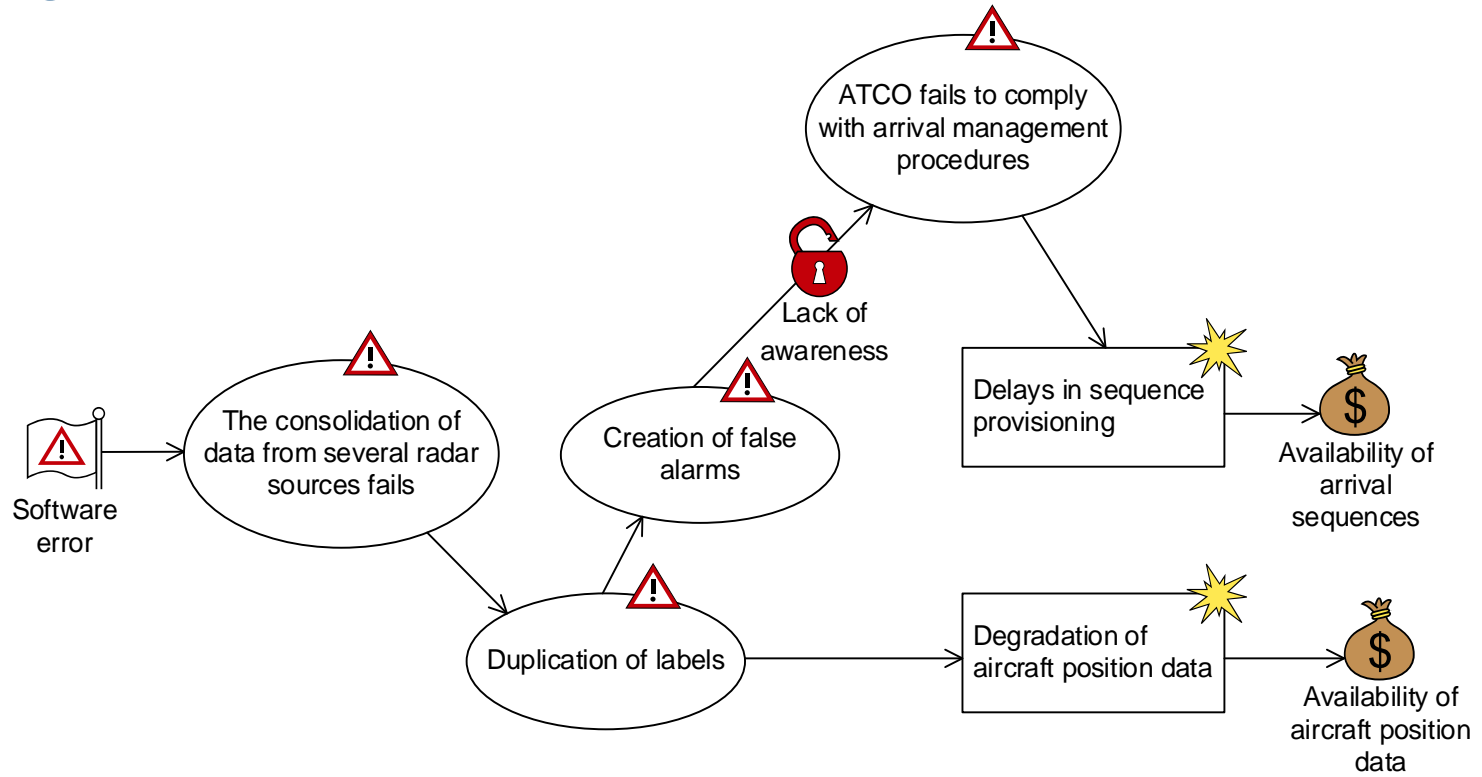 ATCO fails to comply
with arrival management
procedures
Lack of
awareness
Delays in sequence
provisioning
$
Availability of
arrival
sequences
The consolidation of
data from several radar
sources fails
Creation of false
alarms
Software
error
Duplication of labels
Degradation of
aircraft position data
$
Availability of
aircraft position
data